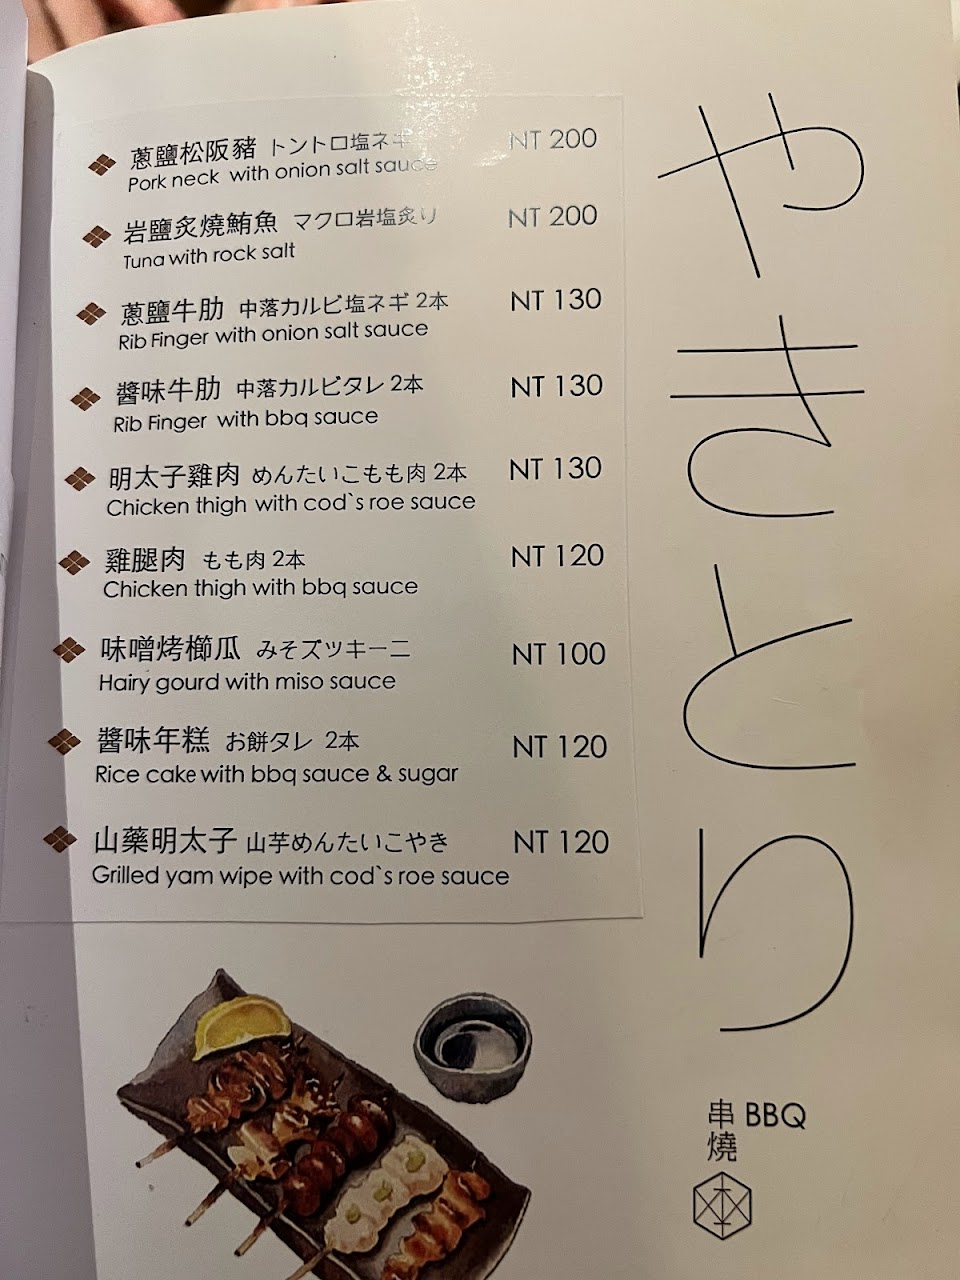 蔥鹽松阪豬 トントロ塩ネギ NT 200
Pork neck with onion salt sauce
岩鹽炙燒鮪魚 マクロ岩塩炙り NT 200
Tuna with rock salt
蔥鹽牛肋 中落カルビ塩ネギ 2本 NT 130
Rib Finger with onion salt sauce
醬味牛肋 中落カルビタレ 2本 NT 130
Rib Finger with bbq sauce
明太子雞肉 めんたいこもも肉 2本 NT 130
Chicken thigh with cod`s roe sauce
雞腿肉 もも肉 2本 NT 120
Chicken thigh with bbq sauce
味噌烤櫛瓜 みそズッキーニ NT 100
Hairy gourd with miso sauce
醬味年糕 お餅タレ 2本 NT 120
Rice cake with bbq sauce & sugar
山藥明太子 山芋めんたいこやき NT 120
Grilled yam wipe with cod`s roe sauce
やきとり
串燒 BBQ